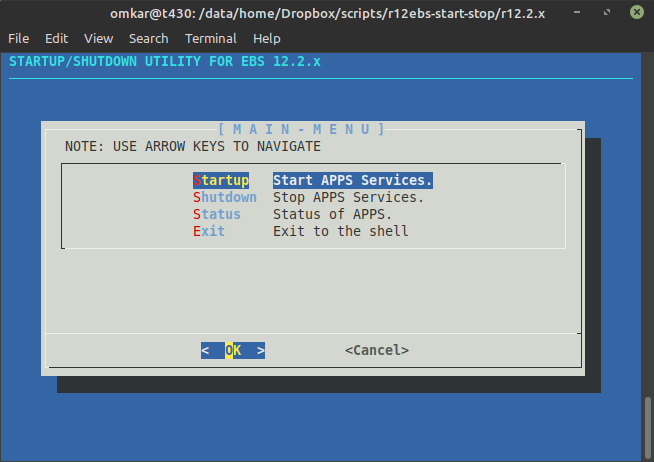 omkar@t430: /data/home/Dropbox/scripts/r12ebs-start-stop/r12.2.x
File Edit View Search Terminal Help
STARTUP/SHUTDOWN UTILITY FOR EBS 12.2.x
[ M A I N - M E N U ]
NOTE: USE ARROW KEYS TO NAVIGATE
Startup Start APPS Services.
Shutdown Stop APPS Services.
Status Status of APPS.
Exit Exit to the shell
< OK > <Cancel>